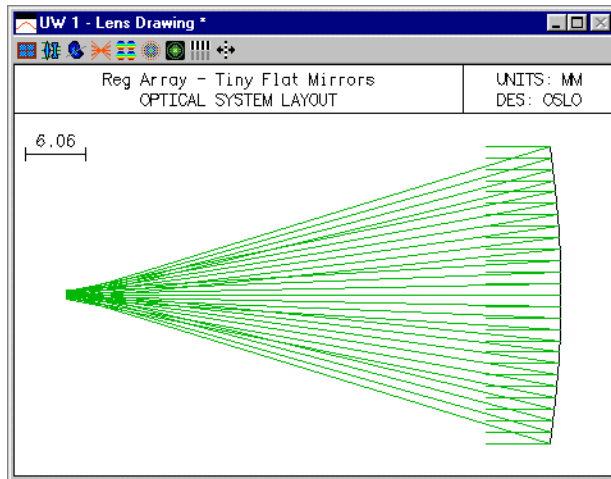 UW 1 - Lens Drawing *
Reg Array - Tiny Flat Mirrors
OPTICAL SYSTEM LAYOUT
UNITS: MM
DES: OSLO
6.06